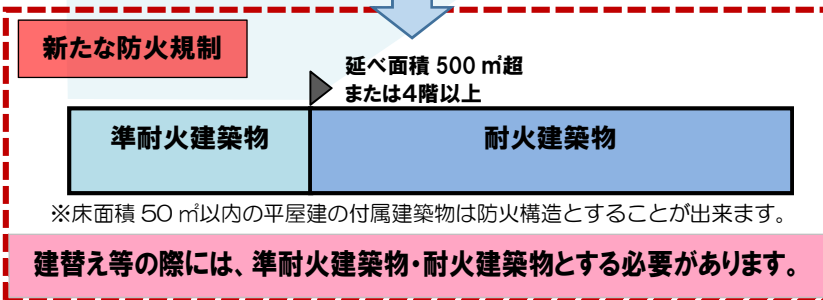 新たな防火規制
延べ面積 500 ㎡超
または4階以上
準耐火建築物
耐火建築物
※床面積 50 ㎡以内の平屋建の付属建築物は防火構造とすることが出来ます。
建替え等の際には、準耐火建築物・耐火建築物とする必要があります。